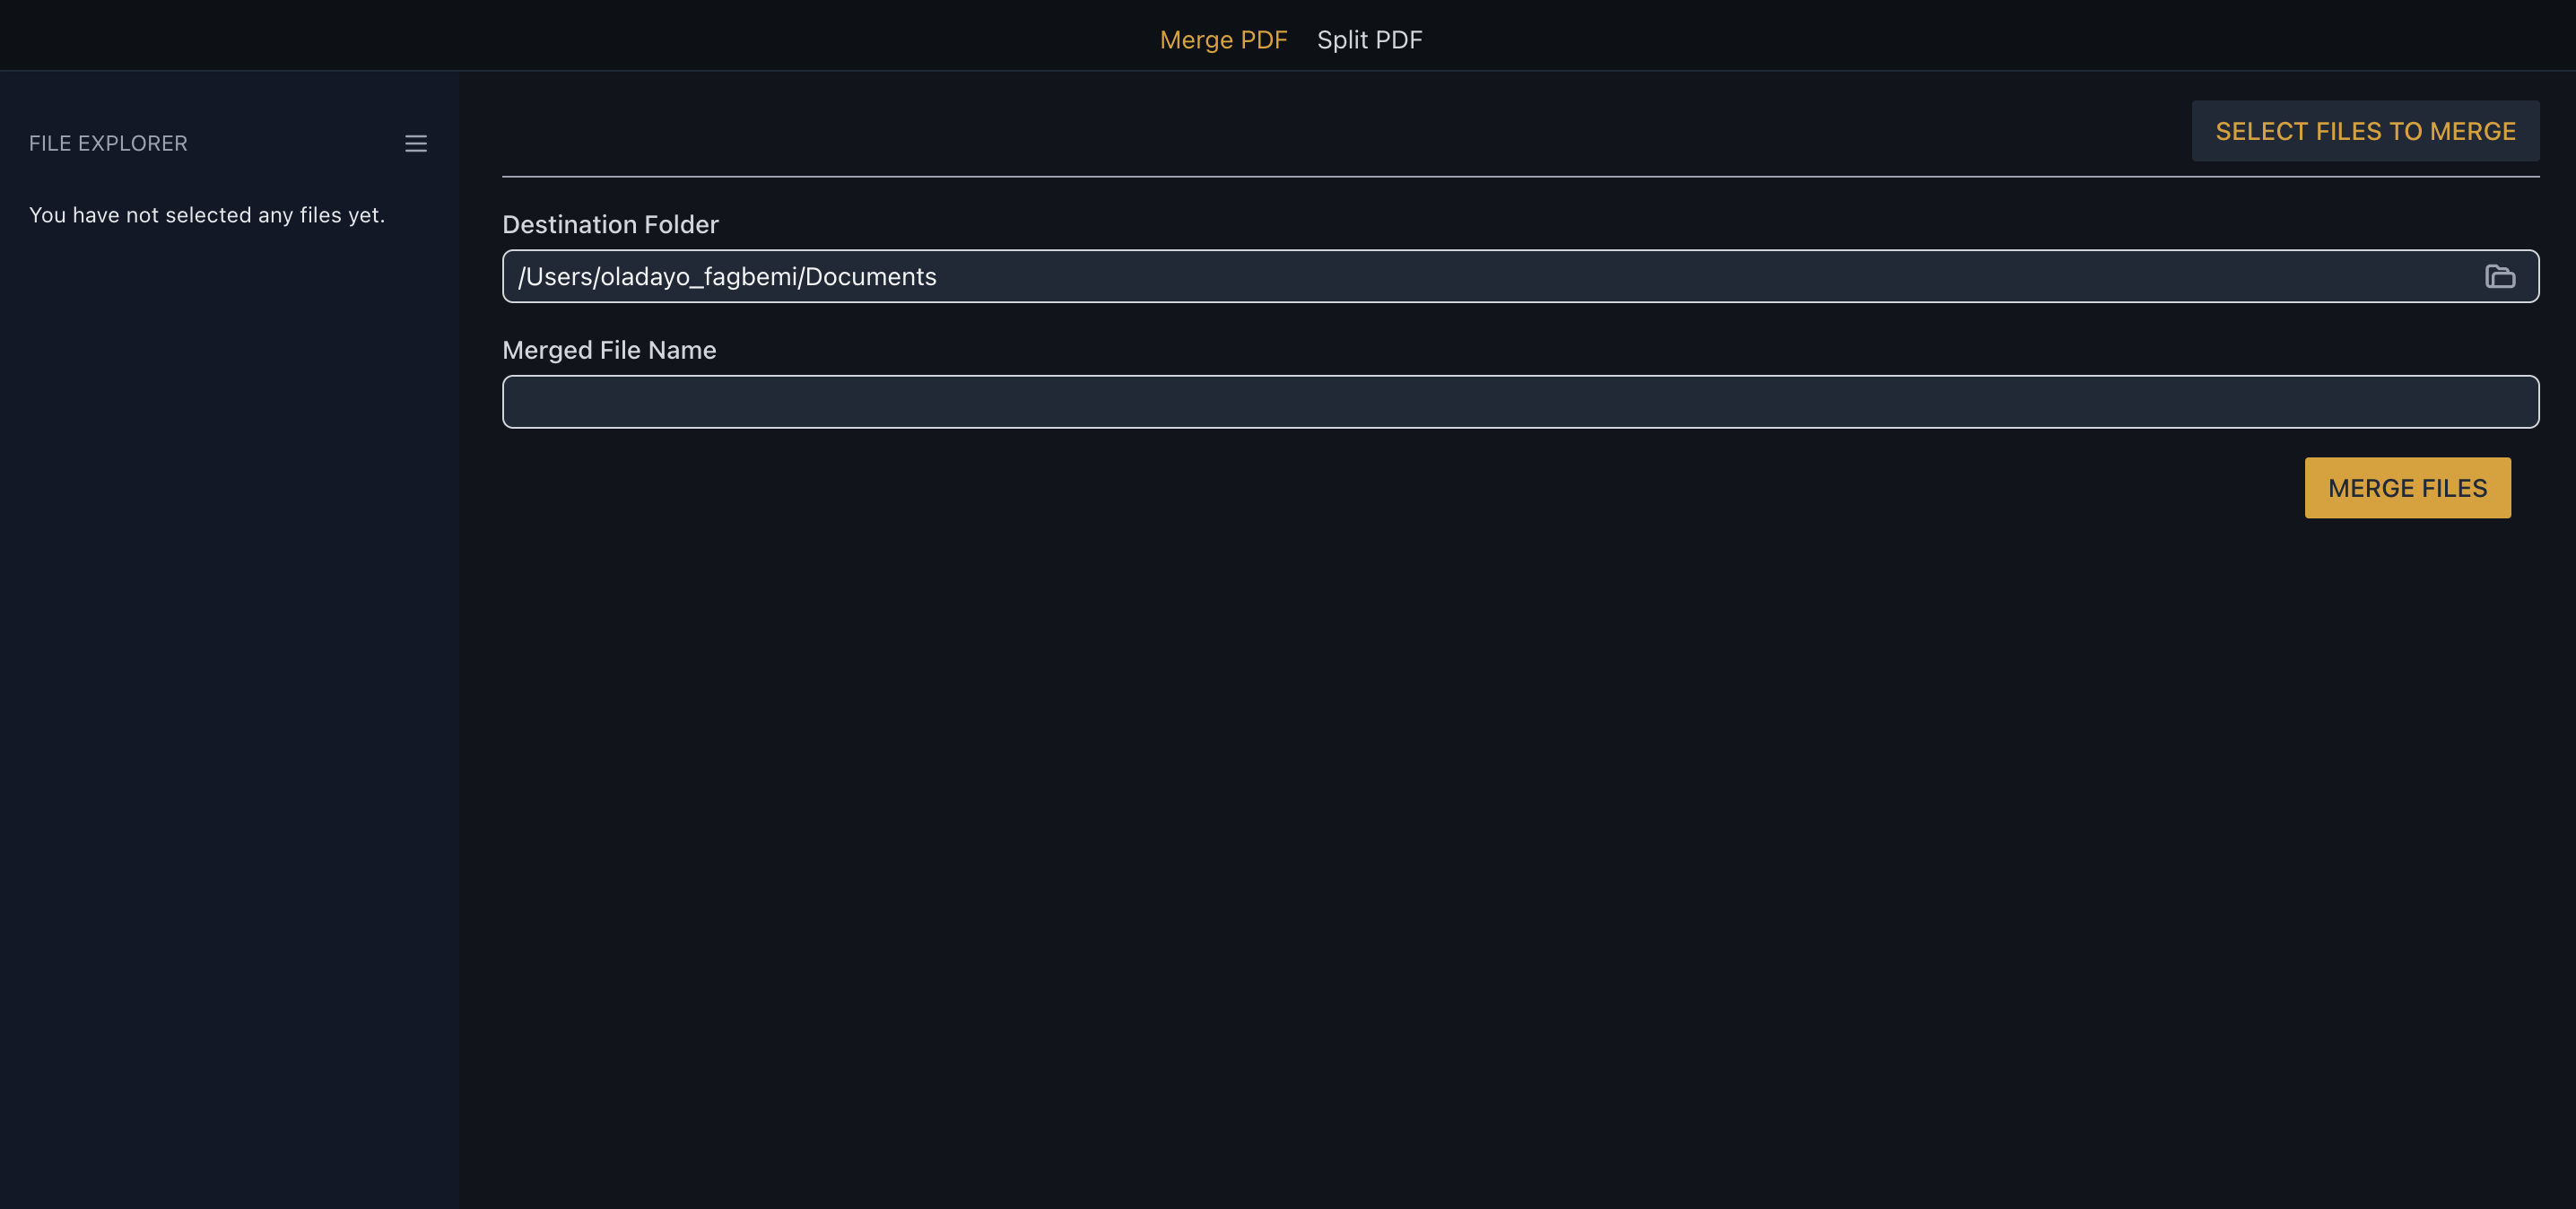 Merge PDF Split PDF
FILE EXPLORER
You have not selected any files yet.
SELECT FILES TO MERGE
Destination Folder
/Users/oladayo_fagbemi/Documents
Merged File Name
MERGE FILES